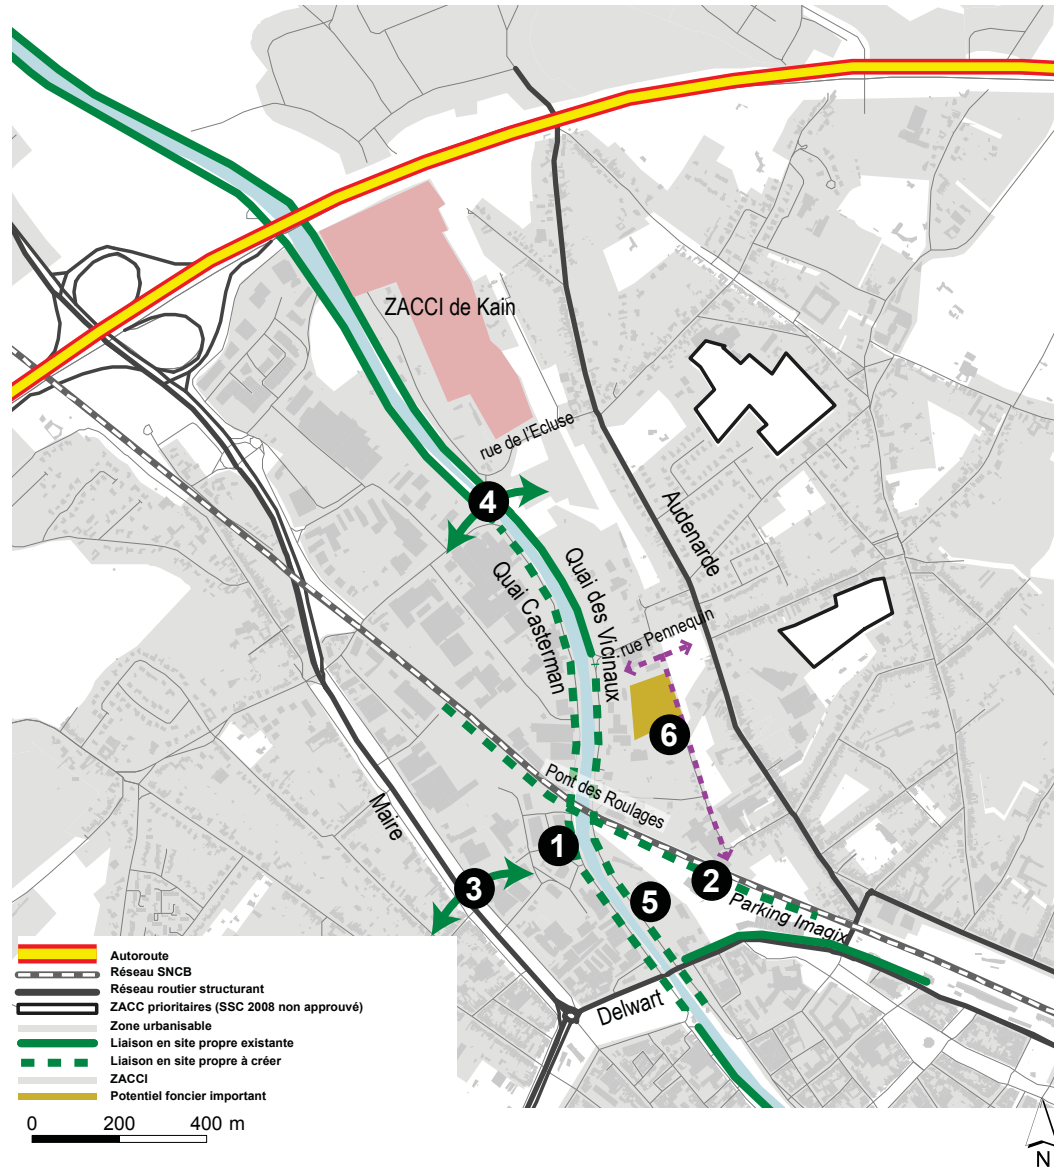 ZACCI de Kain
rue de l'Ecluse
4
Audenarde
Quai des Vicinaux
Quai Casterman
rue Pennequin
6
Pont des Roulages
Maire
1
3
2
5
Parking Imagix
Delwart
Autoroute
Réseau SNCB
Réseau routier structurant
ZACC prioritaires (SSC 2008 non approuvé)
Zone urbanisable
Liaison en site propre existante
Liaison en site propre à créer
ZACCI
Potentiel foncier important
0 200 400 m
N